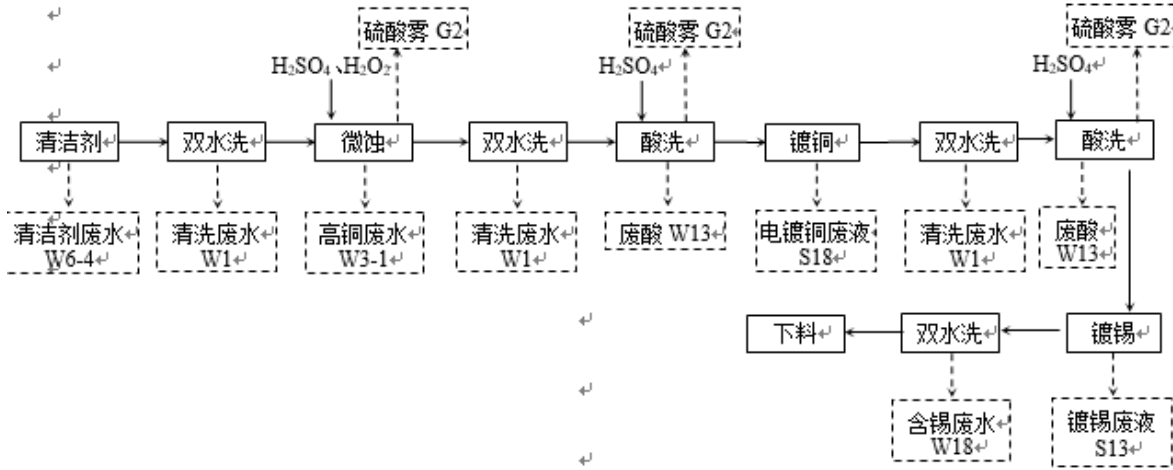 硫酸雾 G2
硫酸雾 G2
硫酸雾 G2
H₂SO₄、H₂O₂
H₂SO₄
H₂SO₄
清洁剂
双水洗
微蚀
双水洗
酸洗
镀铜
双水洗
酸洗
清洁剂废水
W6-4
清洗废水
W1
高铜废水
W3-1
清洗废水
W1
废酸 W13
电镀铜废液
S18
清洗废水
W1
废酸
W13
下料
双水洗
镀锡
含锡废水
W18
镀锡废液
S13